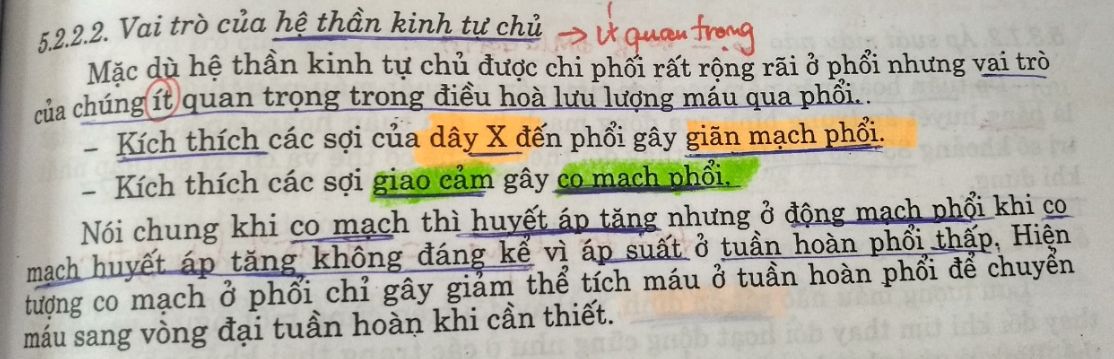 5.2.2.2. Vai trò của hệ thần kinh tự chủ → ít quan trọng
Mặc dù hệ thần kinh tự chủ được chi phối rất rộng rãi ở phổi nhưng vai trò
của chúng ít quan trọng trong điều hoà lưu lượng máu qua phổi.
- Kích thích các sợi của dây X đến phổi gây giãn mạch phổi.
- Kích thích các sợi giao cảm gây co mạch phổi.
Nói chung khi co mạch thì huyết áp tăng nhưng ở động mạch phổi khi co
mạch huyết áp tăng không đáng kể vì áp suất ở tuần hoàn phổi thấp. Hiện
tượng co mạch ở phổi chỉ gây giảm thể tích máu ở tuần hoàn phổi để chuyển
máu sang vòng đại tuần hoàn khi cần thiết.